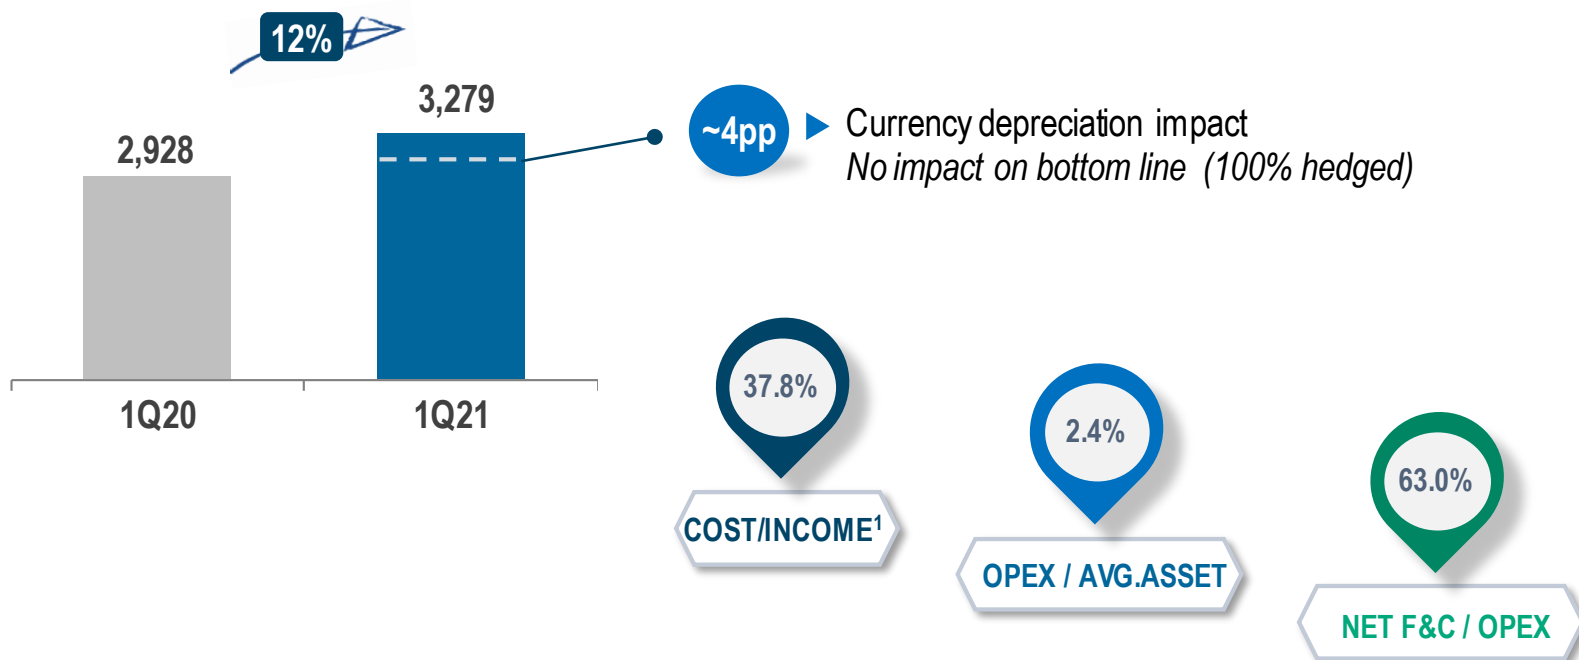 12%
3,279
2,928
1Q20
1Q21
~4pp
Currency depreciation impact
No impact on bottom line (100% hedged)
37.8%
COST/INCOME¹
2.4%
OPEX / AVG.ASSET
63.0%
NET F&C / OPEX